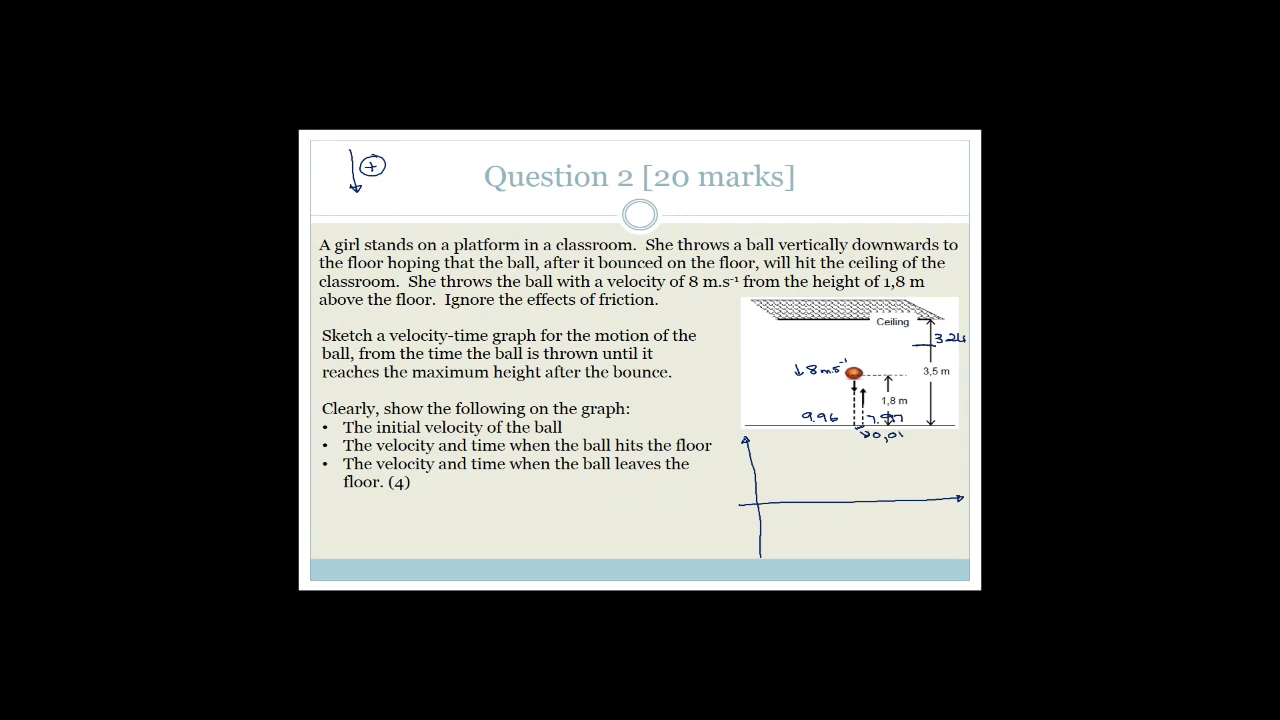 +
Question 2 [20 marks]
A girl stands on a platform in a classroom. She throws a ball vertically downwards to
the floor hoping that the ball, after it bounced on the floor, will hit the ceiling of the
classroom. She throws the ball with a velocity of 8 m.s⁻¹ from the height of 1,8 m
above the floor. Ignore the effects of friction.
Ceiling
3.24
Sketch a velocity-time graph for the motion of the
ball, from the time the ball is thrown until it
reaches the maximum height after the bounce.
↓8 m.s⁻¹
3,5 m
1,8 m
Clearly, show the following on the graph:
9.96
• The initial velocity of the ball
0,01
• The velocity and time when the ball hits the floor
• The velocity and time when the ball leaves the
floor. (4)